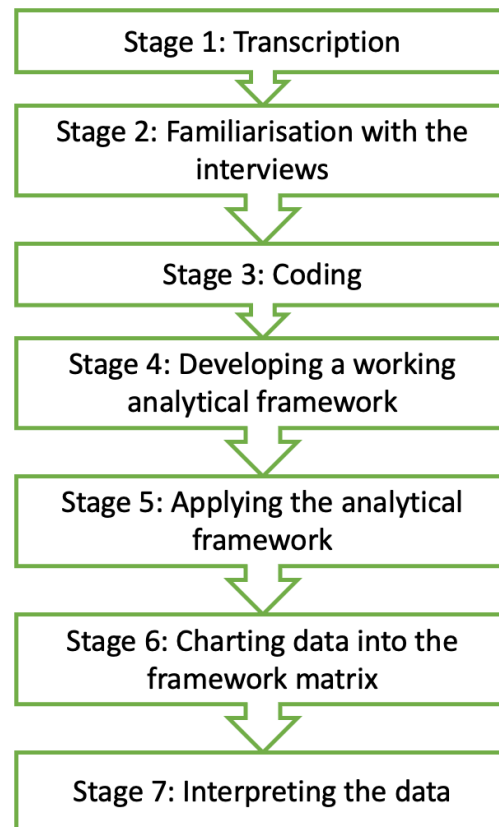 Stage 1: Transcription
Stage 2: Familiarisation with the
interviews
Stage 3: Coding
Stage 4: Developing a working
analytical framework
Stage 5: Applying the analytical
framework
Stage 6: Charting data into the
framework matrix
Stage 7: Interpreting the data